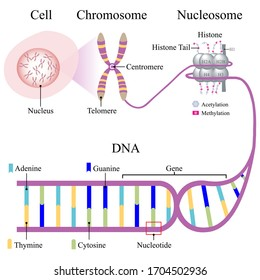 Cell Chromosome Nucleosome
Histone
Histone Tail
Centromere
Acetylation
Methylation
Nucleus Telomere
DNA
Adenine Guanine Gene
Thymine Cytosine Nucleotide
shutterstock.com · 1704502936